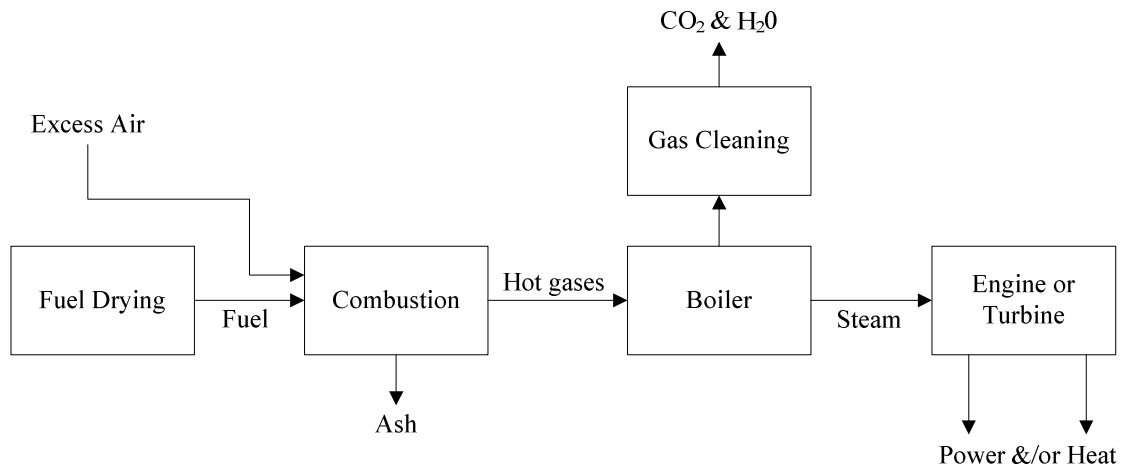 CO₂ & H₂0
Excess Air
Gas Cleaning
Fuel Drying
Fuel
Combustion
Hot gases
Boiler
Steam
Engine or
Turbine
Ash
Power &/or Heat